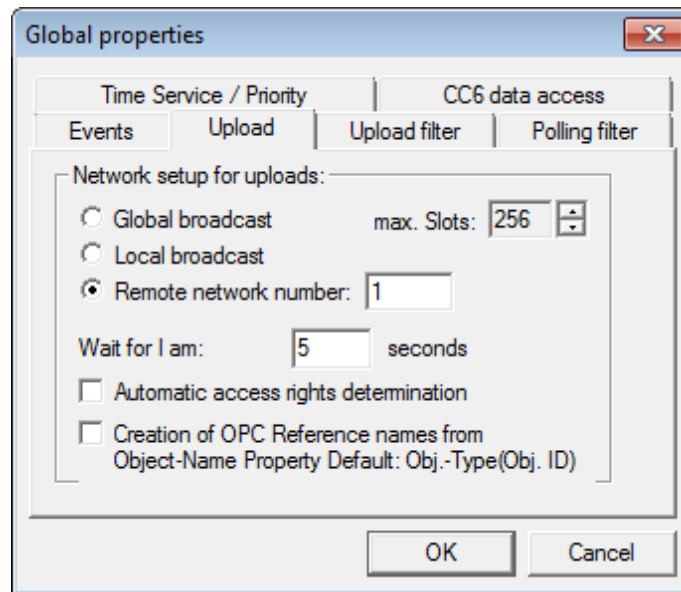 Global properties
Time Service / Priority CC6 data access
Events Upload Upload filter Polling filter
Network setup for uploads:
Global broadcast max. Slots: 256
Local broadcast
Remote network number: 1
Wait for I am: 5 seconds
Automatic access rights determination
Creation of OPC Reference names from
Object-Name Property Default: Obj.-Type(Obj. ID)
OK Cancel